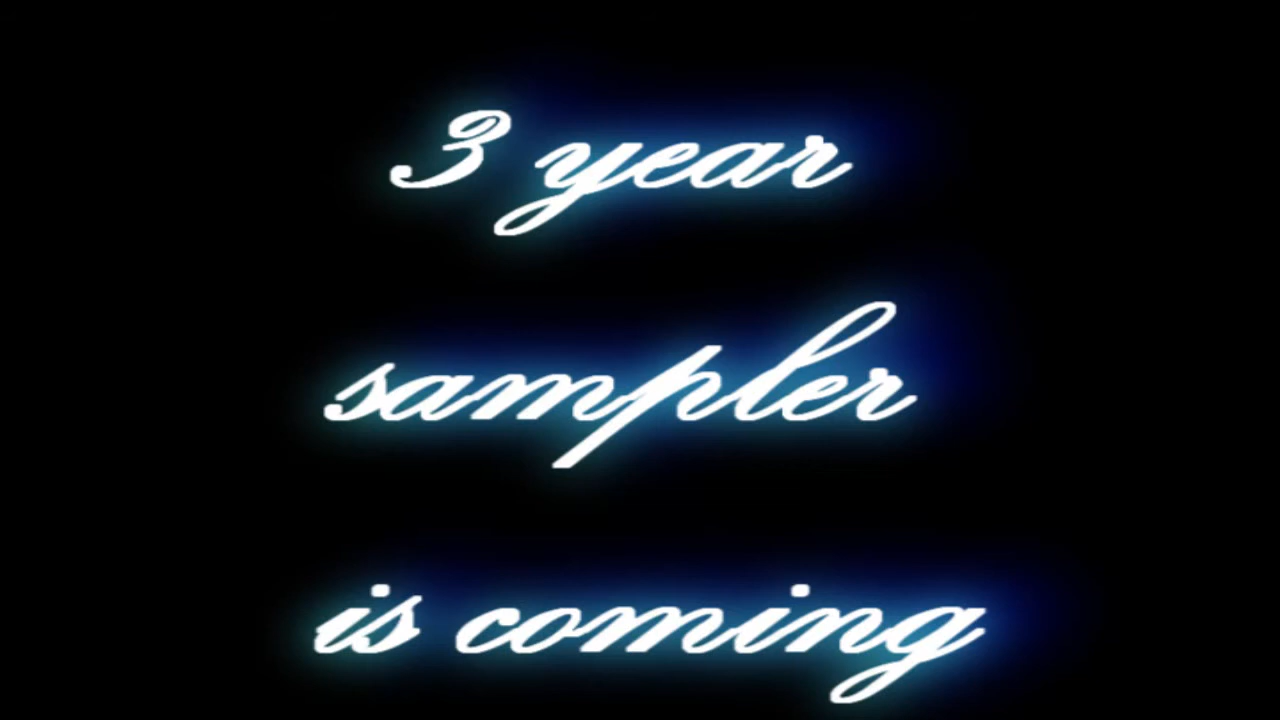 3 year
sampler
is coming